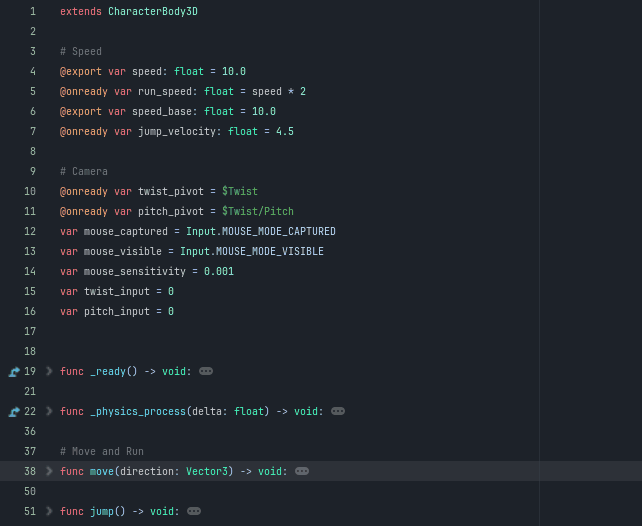 1 extends CharacterBody3D
2
3 # Speed
4 @export var speed: float = 10.0
5 @onready var run_speed: float = speed * 2
6 @export var speed_base: float = 10.0
7 @onready var jump_velocity: float = 4.5
8
9 # Camera
10 @onready var twist_pivot = $Twist
11 @onready var pitch_pivot = $Twist/Pitch
12 var mouse_captured = Input.MOUSE_MODE_CAPTURED
13 var mouse_visible = Input.MOUSE_MODE_VISIBLE
14 var mouse_sensitivity = 0.001
15 var twist_input = 0
16 var pitch_input = 0
17
18
19 func _ready() -> void:
21
22 func _physics_process(delta: float) -> void:
36
37 # Move and Run
38 func move(direction: Vector3) -> void:
50
51 func jump() -> void: